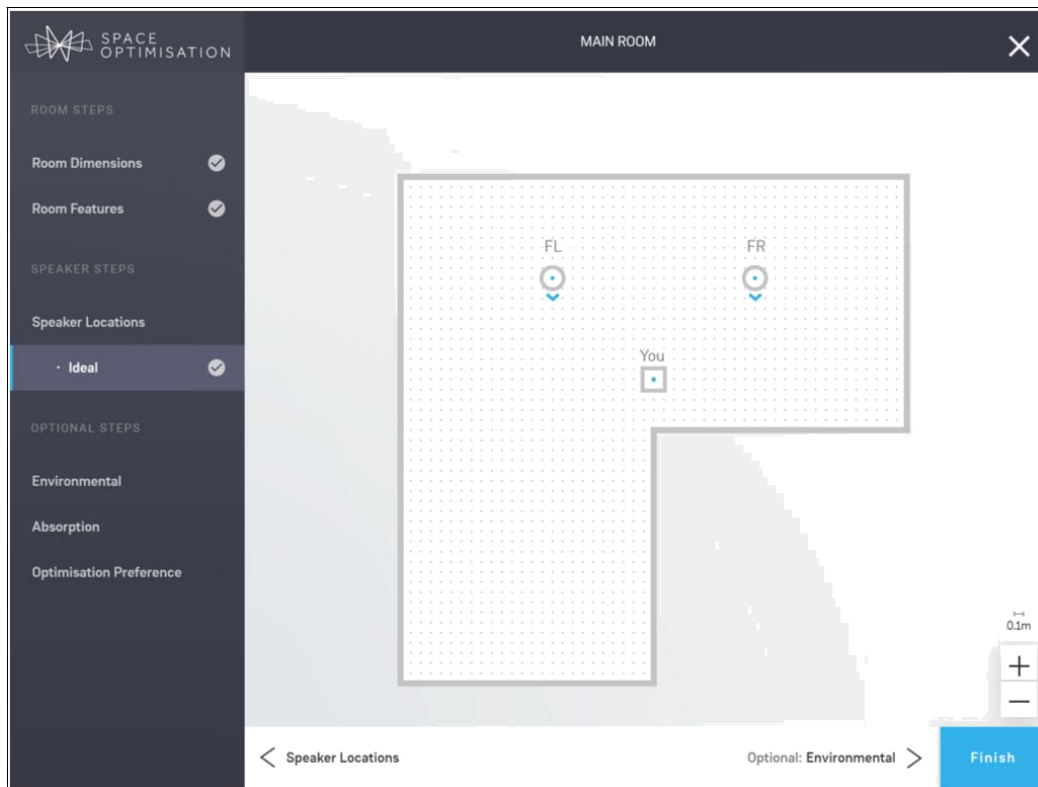 SPACE
OPTIMISATION
MAIN ROOM
ROOM STEPS
Room Dimensions
Room Features
SPEAKER STEPS
Speaker Locations
· Ideal
OPTIONAL STEPS
Environmental
Absorption
Optimisation Preference
FL
FR
You
0.1m
Speaker Locations
Optional: Environmental
Finish